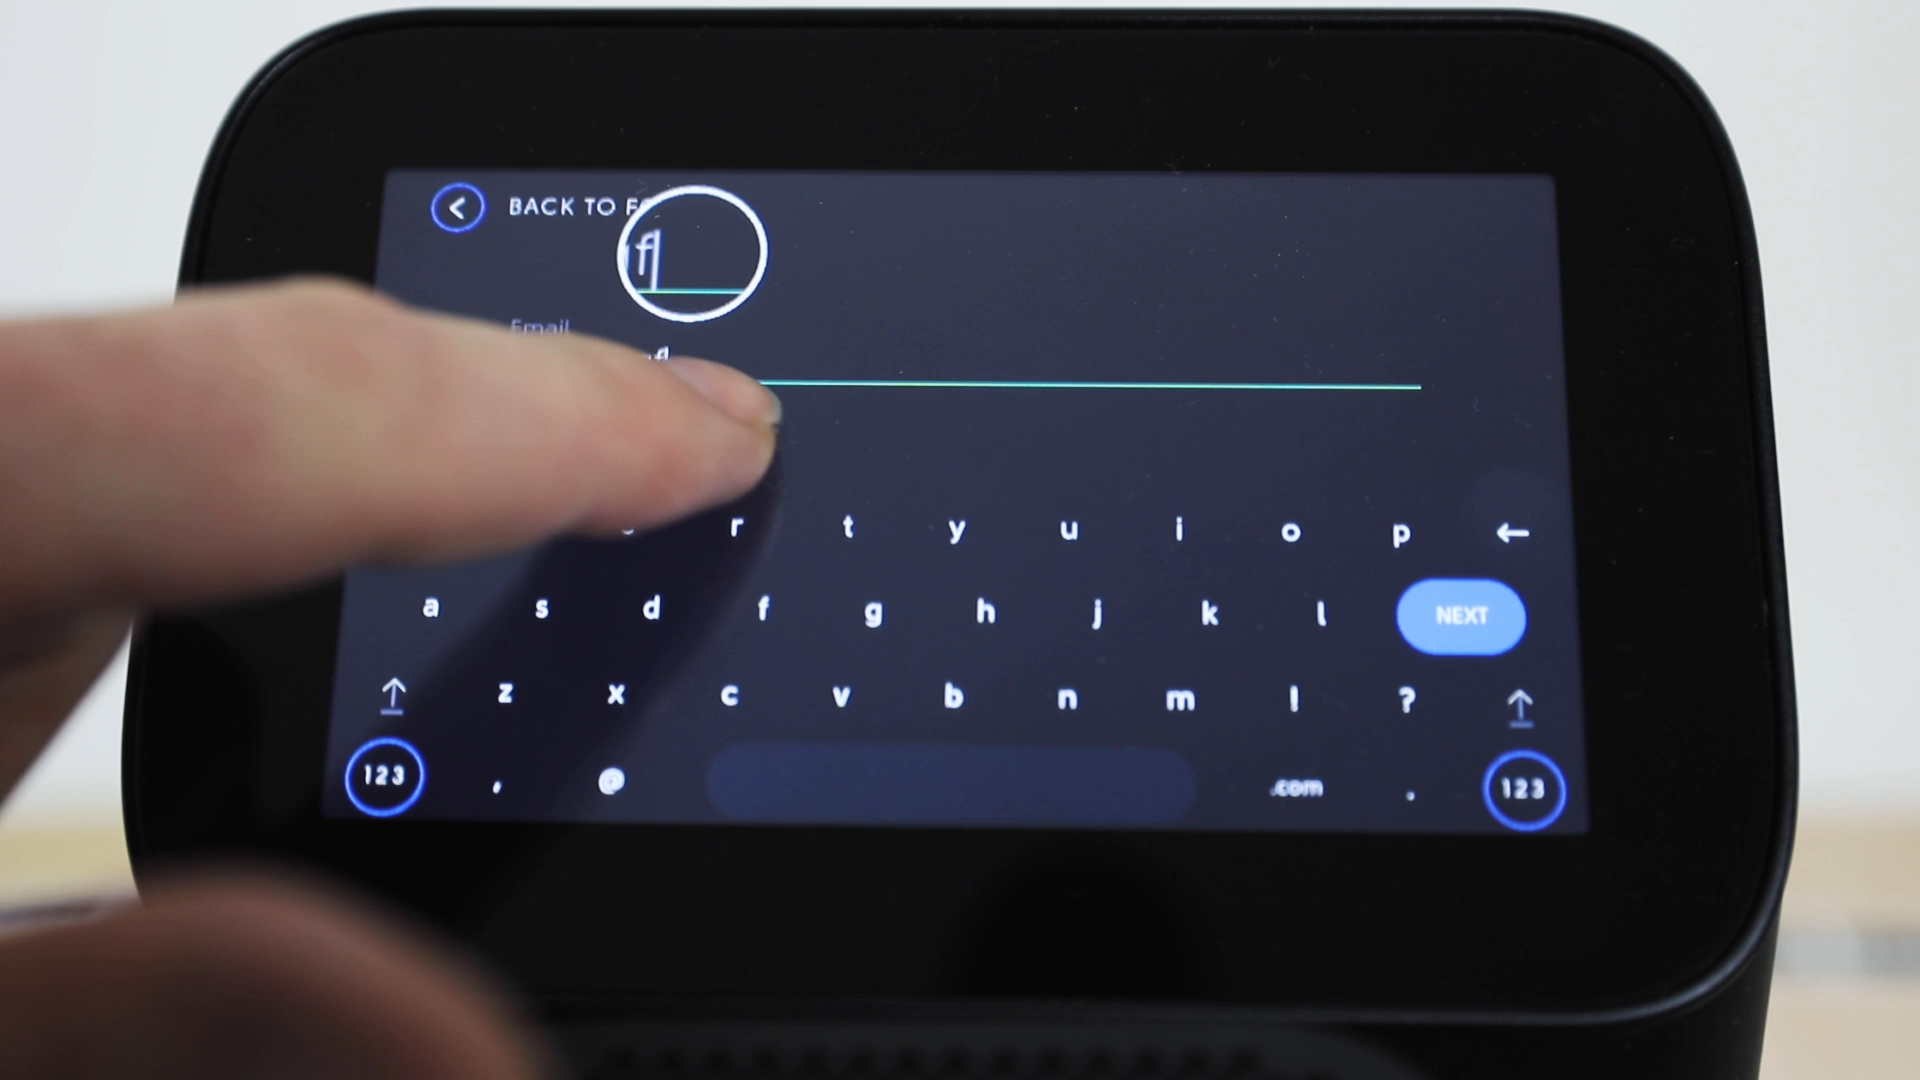 BACK TO
f
Email
r t y u i o p ←
a s d f g h j k l NEXT
z x c v b n m ! ?
123 , @ .com . 123